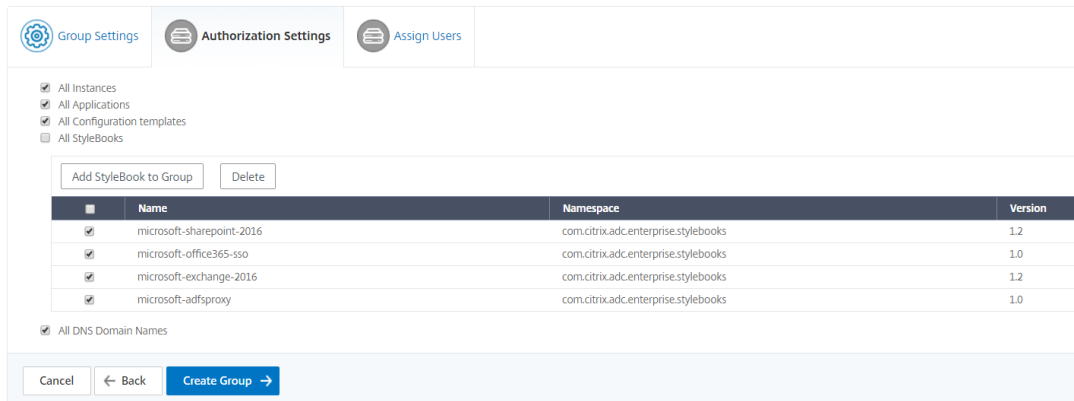 Group Settings Authorization Settings Assign Users
All Instances
All Applications
All Configuration templates
All StyleBooks
Add StyleBook to Group Delete
Name Namespace Version
microsoft-sharepoint-2016 com.citrix.adc.enterprise.stylebooks 1.2
microsoft-office365-sso com.citrix.adc.enterprise.stylebooks 1.0
microsoft-exchange-2016 com.citrix.adc.enterprise.stylebooks 1.2
microsoft-adfsproxy com.citrix.adc.enterprise.stylebooks 1.0
All DNS Domain Names
Cancel Back Create Group